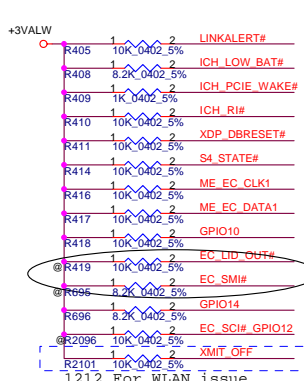 +3VALW
1 2 LINKALERT#
R405 10K_0402_5%
1 2 ICH_LOW_BAT#
R408 8.2K_0402_5%
1 2 ICH_PCIE_WAKE#
R409 1K_0402_5%
1 2 ICH_RI#
R410 10K_0402_5%
1 2 XDP_DBRESET#
R411 10K_0402_5%
1 2 S4_STATE#
R414 10K_0402_5%
1 2 ME_EC_CLK1
R416 10K_0402_5%
1 2 ME_EC_DATA1
R417 10K_0402_5%
1 2 GPIO10
R418 10K_0402_5%
1 2 EC_LID_OUT#
@R419 10K_0402_5%
1 2 EC_SMI#
@R695 8.2K_0402_5%
1 2 GPIO14
R696 8.2K_0402_5%
1 2 EC_SCI#_GPIO12
@R2096 10K_0402_5%
1 2 XMIT_OFF
R2101 10K_0402_5%
1212 For WLAN issue